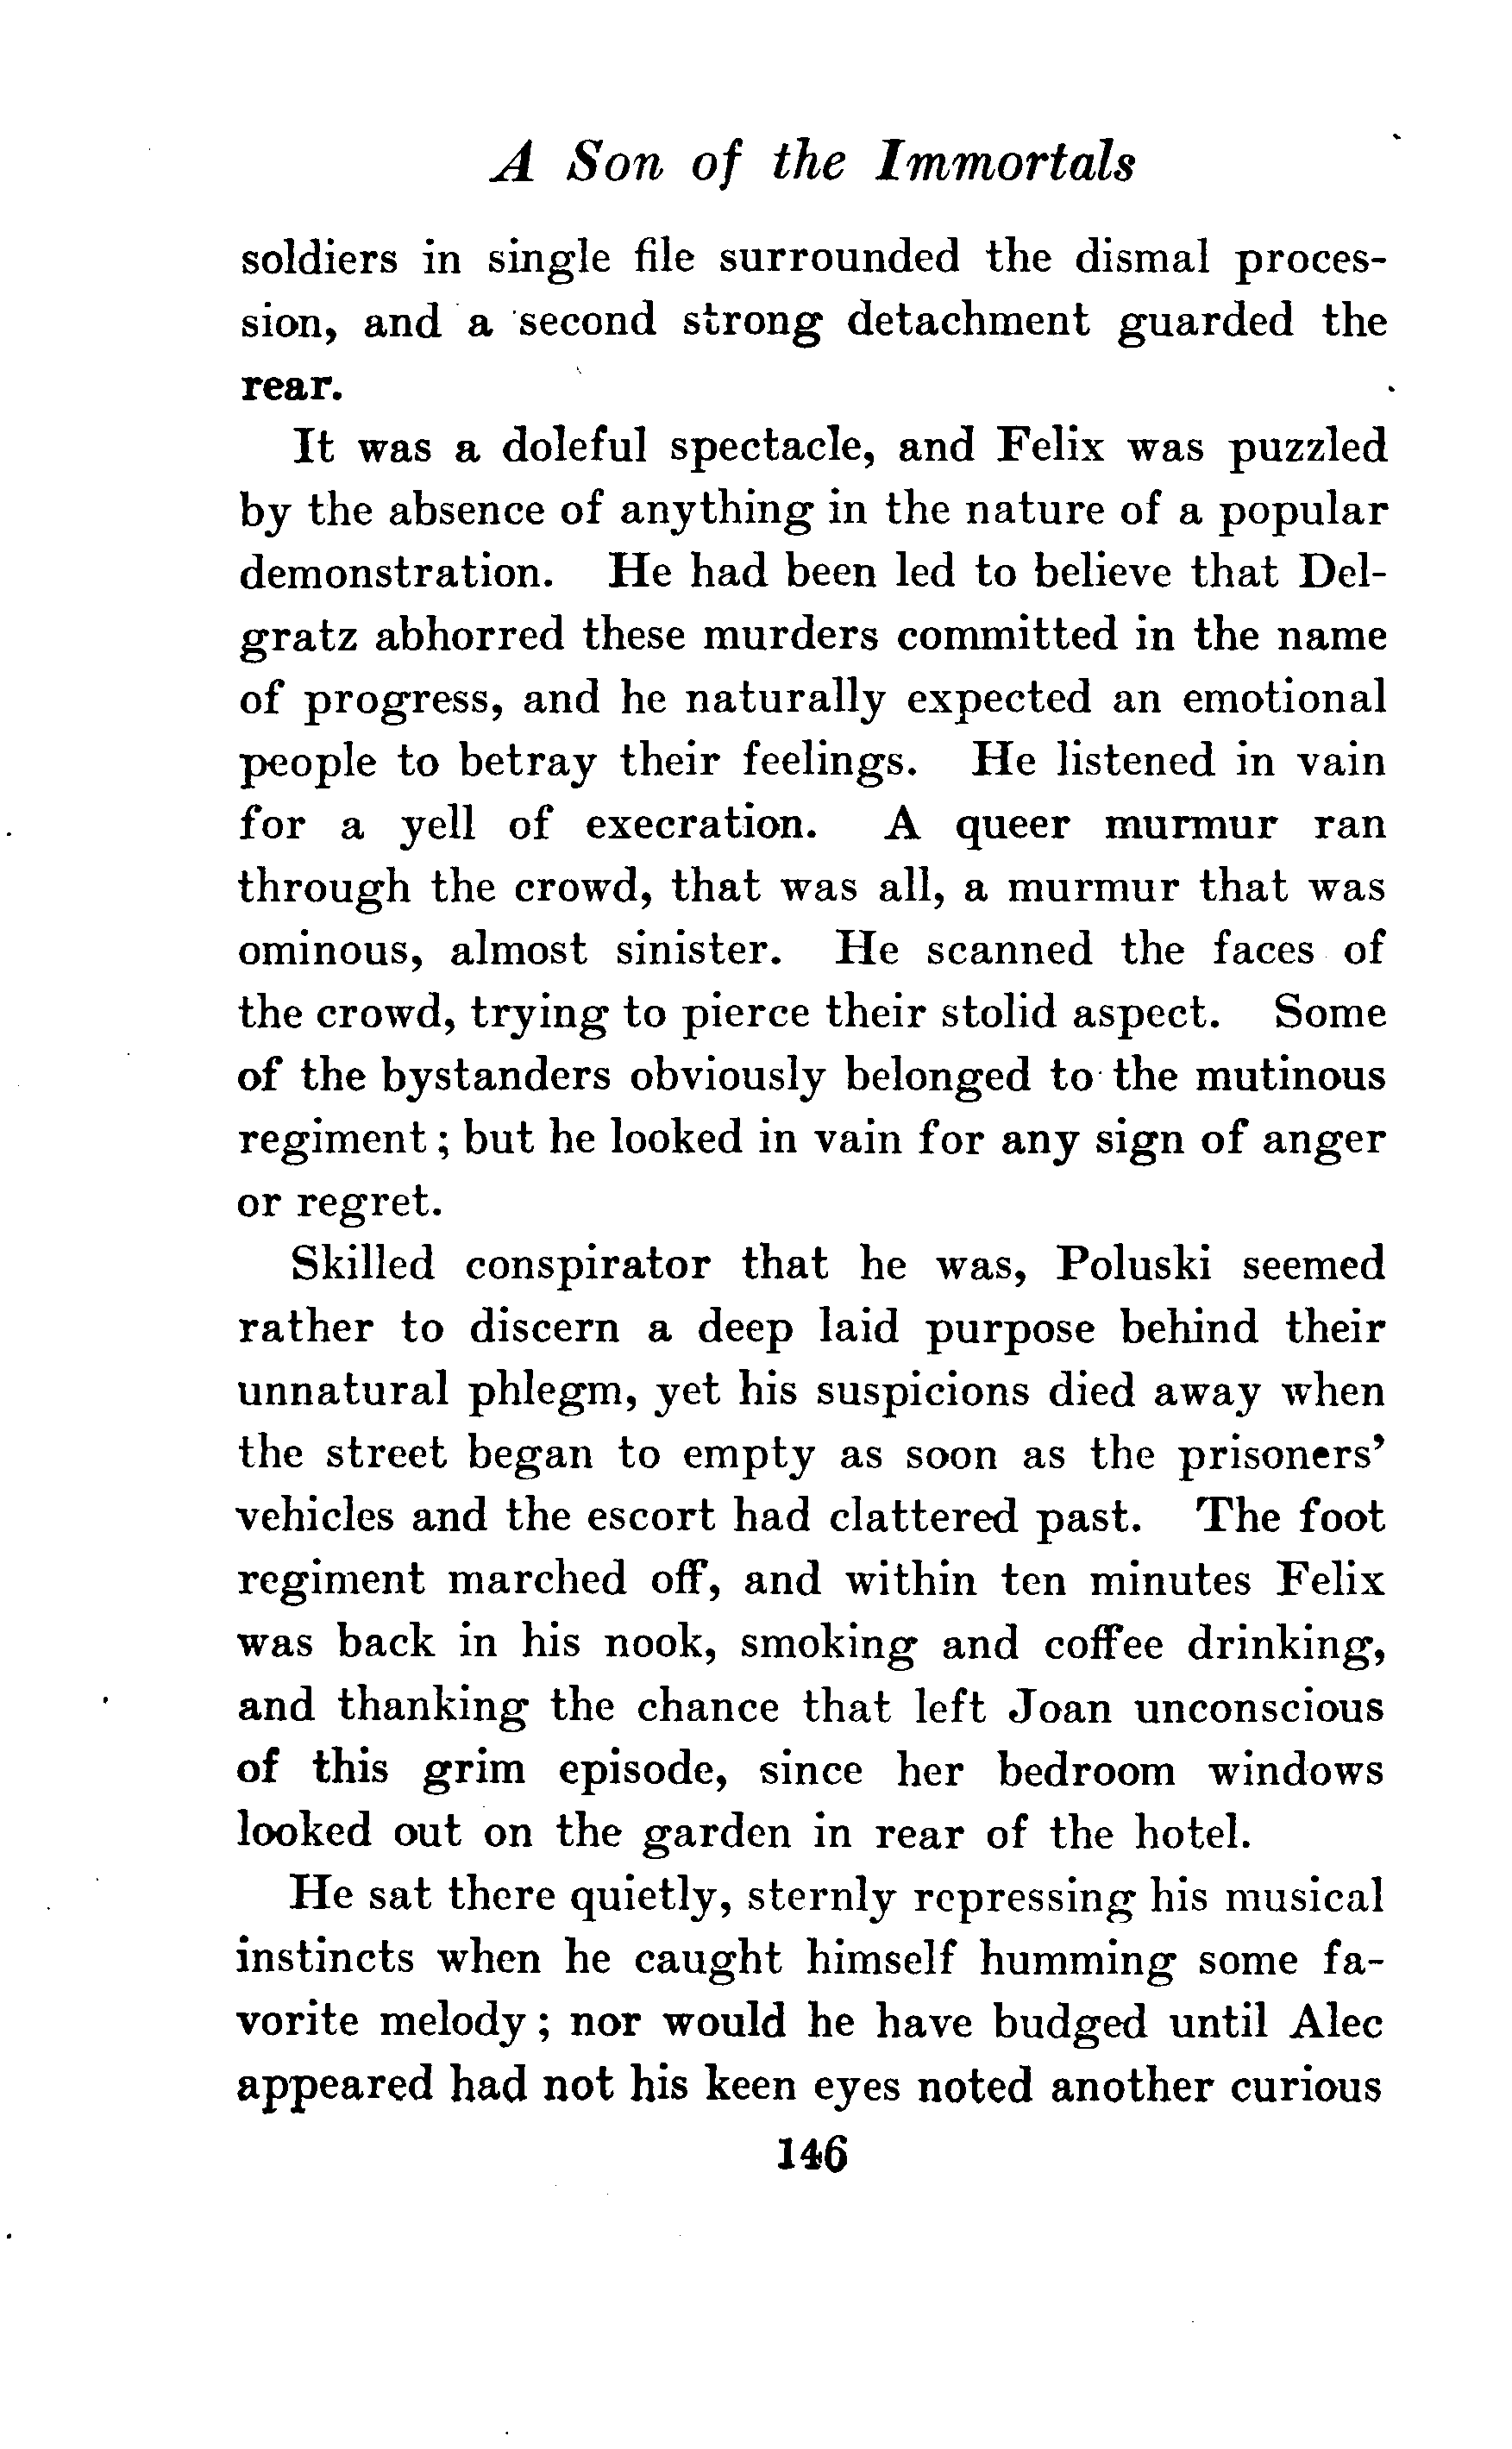 A Son of the Immortals
soldiers in single file surrounded the dismal proces-
sion, and a second strong detachment guarded the
rear.
It was a doleful spectacle, and Felix was puzzled
by the absence of anything in the nature of a popular
demonstration. He had been led to believe that Del-
gratz abhorred these murders committed in the name
of progress, and he naturally expected an emotional
people to betray their feelings. He listened in vain
for a yell of execration. A queer murmur ran
through the crowd, that was all, a murmur that was
ominous, almost sinister. He scanned the faces of
the crowd, trying to pierce their stolid aspect. Some
of the bystanders obviously belonged to the mutinous
regiment; but he looked in vain for any sign of anger
or regret.
Skilled conspirator that he was, Poluski seemed
rather to discern a deep laid purpose behind their
unnatural phlegm, yet his suspicions died away when
the street began to empty as soon as the prisoners'
vehicles and the escort had clattered past. The foot
regiment marched off, and within ten minutes Felix
was back in his nook, smoking and coffee drinking,
and thanking the chance that left Joan unconscious
of this grim episode, since her bedroom windows
looked out on the garden in rear of the hotel.
He sat there quietly, sternly repressing his musical
instincts when he caught himself humming some fa-
vorite melody; nor would he have budged until Alec
appeared had not his keen eyes noted another curious
146